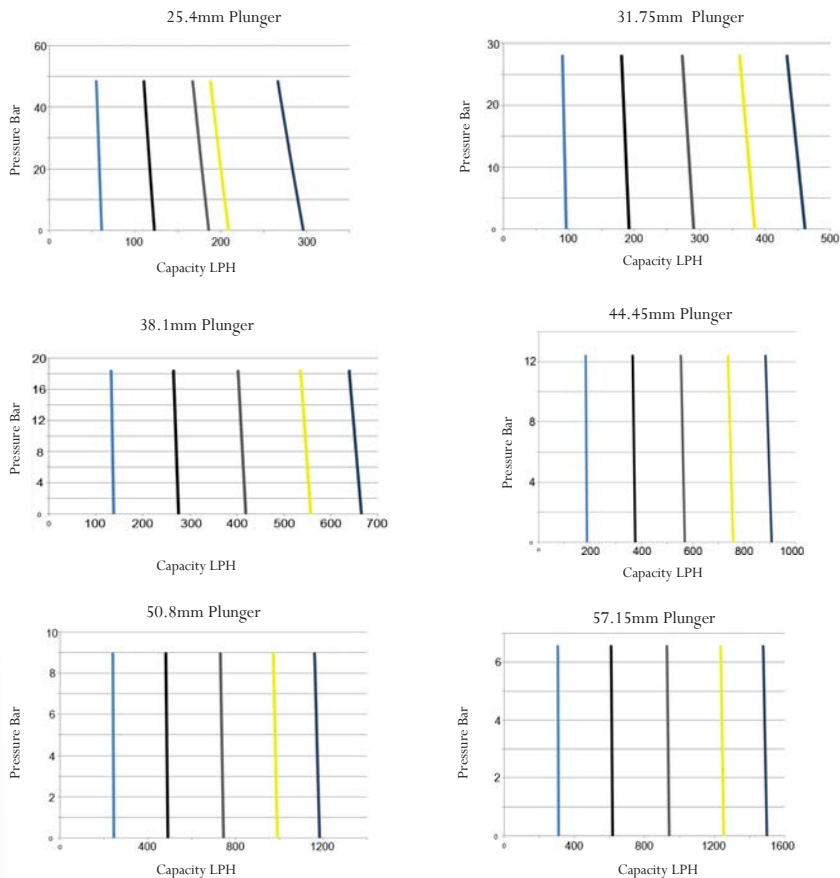 25.4mm Plunger
60
40
20
0
100 200 300
Pressure Bar
Capacity LPH
31.75mm Plunger
30
20
10
0
0 100 200 300 400 500
Pressure Bar
Capacity LPH
38.1mm Plunger
20
16
12
8
4
0
0 100 200 300 400 500 600 700
Pressure Bar
Capacity LPH
44.45mm Plunger
12
8
4
0
0 200 400 600 800 1000
Pressure Bar
Capacity LPH
50.8mm Plunger
10
8
6
4
2
0
0 400 800 1200
Pressure Bar
Capacity LPH
57.15mm Plunger
6
4
2
0
0 400 800 1200 1600
Pressure Bar
Capacity LPH